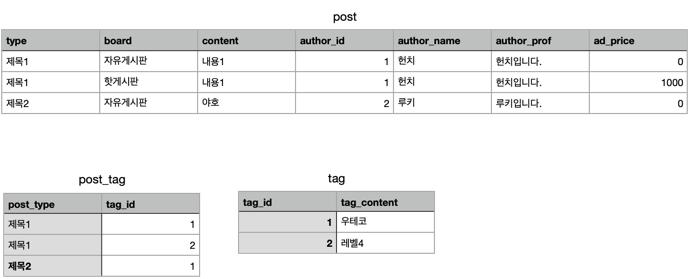 post
type board content author_id author_name author_prof ad_price
제목1 자유게시판 내용1 1 헌치 헌치입니다. 0
제목1 핫게시판 내용1 1 헌치 헌치입니다. 1000
제목2 자유게시판 야호 2 루키 루키입니다. 0
post_tag
post_type tag_id
제목1 1
제목1 2
제목2 1
tag
tag_id tag_content
1 우테코
2 레벨4